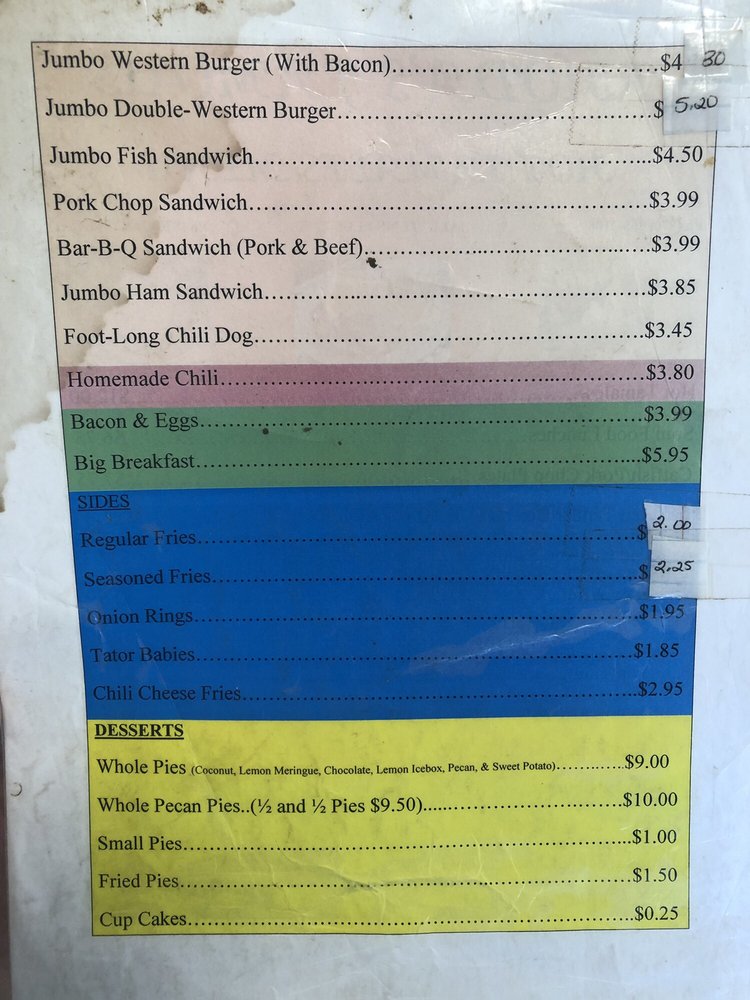 Jumbo Western Burger (With Bacon)..............................................$4 30
Jumbo Double-Western Burger.....................................................$ 5.20
Jumbo Fish Sandwich..................................................................$4.50
Pork Chop Sandwich...................................................................$3.99
Bar-B-Q Sandwich (Pork & Beef)...............................................$3.99
Jumbo Ham Sandwich.................................................................$3.85
Foot-Long Chili Dog...................................................................$3.45
Homemade Chili.........................................................................$3.80
Bacon & Eggs............................................................................$3.99
Big Breakfast.............................................................................$5.95
SIDES
Regular Fries.............................................................................$ 2.00
Seasoned Fries...........................................................................$ 2.25
Onion Rings..............................................................................$1.95
Tator Babies..............................................................................$1.85
Chili Cheese Fries......................................................................$2.95
DESSERTS
Whole Pies (Coconut, Lemon Meringue, Chocolate, Lemon Icebox, Pecan, & Sweet Potato)............$9.00
Whole Pecan Pies..(½ and ½ Pies $9.50).................................$10.00
Small Pies.................................................................................$1.00
Fried Pies..................................................................................$1.50
Cup Cakes.................................................................................$0.25